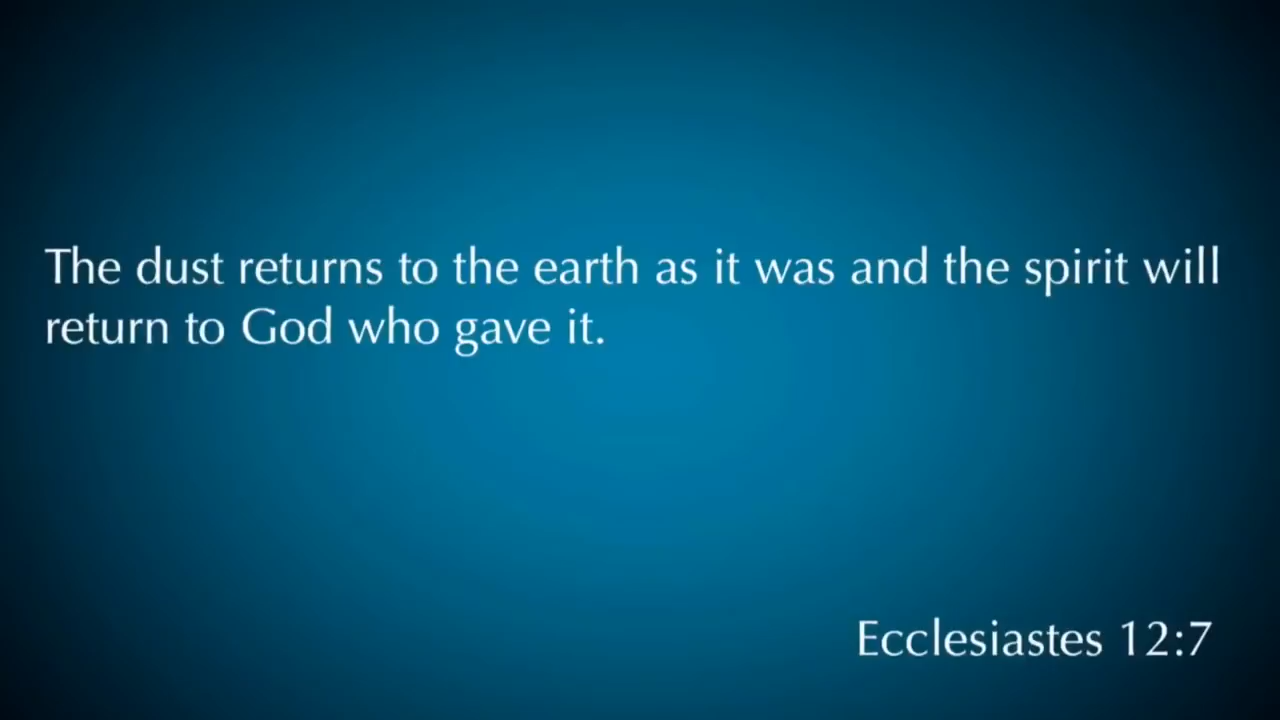 The dust returns to the earth as it was and the spirit will
return to God who gave it.
Ecclesiastes 12:7